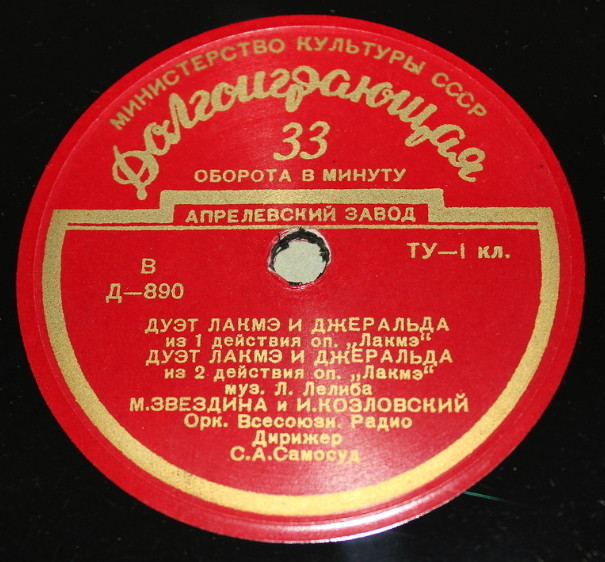 МИНИСТЕРСТВО КУЛЬТУРЫ СССР
Долгоиграющая
33
ОБОРОТА В МИНУТУ
АПРЕЛЕВСКИЙ ЗАВОД
В
Д—890
ТУ—I кл.
ДУЭТ ЛАКМЭ И ДЖЕРАЛЬДА
из 1 действия оп. „Лакмэ“
ДУЭТ ЛАКМЭ И ДЖЕРАЛЬДА
из 2 действия оп. „Лакмэ“
муз. Л. Делиба
М.ЗВЕЗДИНА и И.КОЗЛОВСКИЙ
Орк. Всесоюзн. Радио
Дирижер
С.А.Самосуд